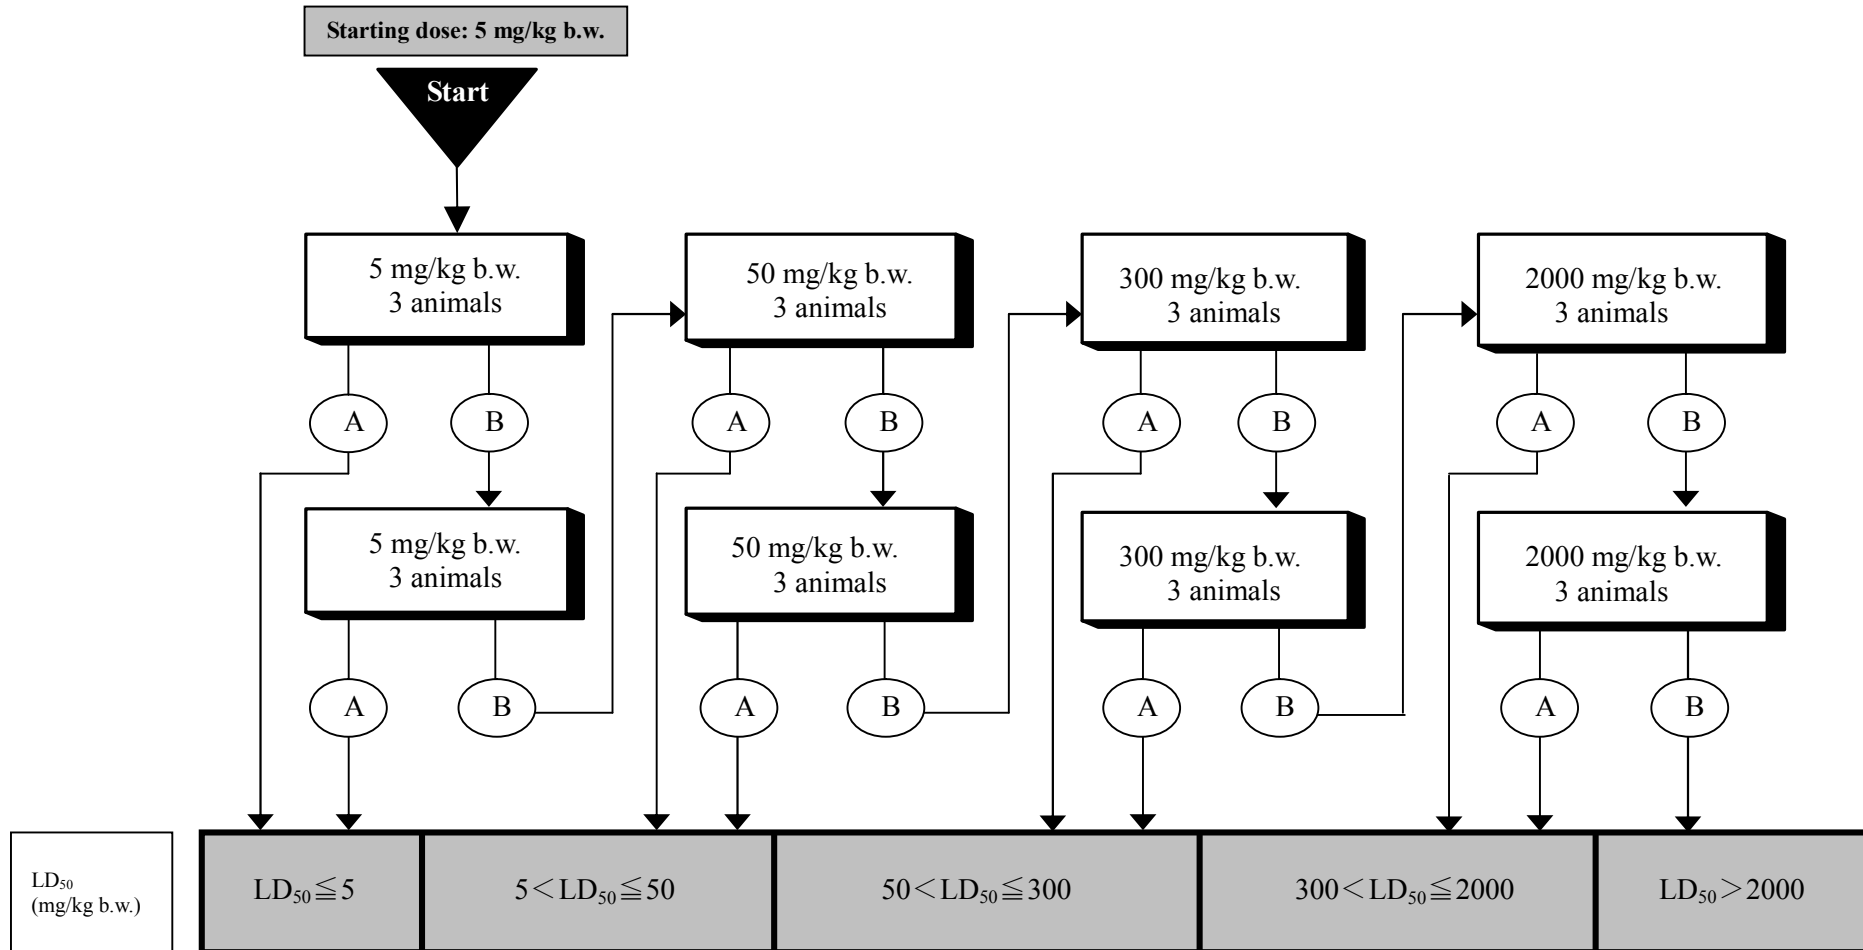 Starting dose: 5 mg/kg b.w.
Start
5 mg/kg b.w.
3 animals
50 mg/kg b.w.
3 animals
300 mg/kg b.w.
3 animals
2000 mg/kg b.w.
3 animals
A
B
A
B
A
B
A
B
5 mg/kg b.w.
3 animals
50 mg/kg b.w.
3 animals
300 mg/kg b.w.
3 animals
2000 mg/kg b.w.
3 animals
A
B
A
B
A
B
A
B
LD₅₀
(mg/kg b.w.)
LD₅₀≦5
5<LD₅₀≦50
50<LD₅₀≦300
300<LD₅₀≦2000
LD₅₀>2000